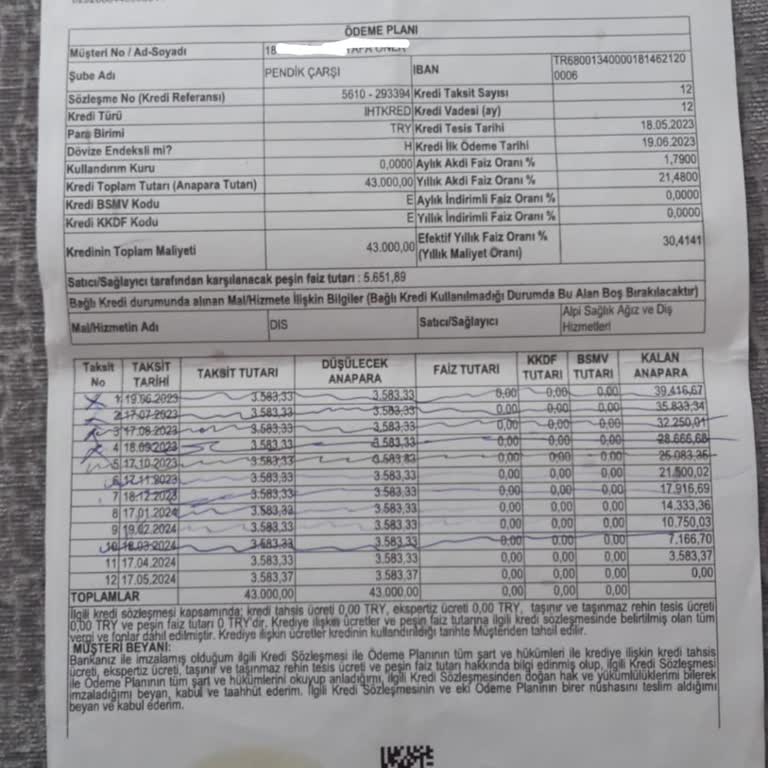 ÖDEME PLANI
Müşteri No / Ad-Soyadı 18
Şube Adı PENDİK ÇARŞI IBAN TR6800134000018146212​0 0006
Sözleşme No (Kredi Referansı) 5610 - 293394 Kredi Taksit Sayısı 12
Kredi Türü IHTKRED Kredi Vadesi (ay) 12
Para Birimi TRY Kredi Tesis Tarihi 18.05.2023
Dövize Endeksli mi? H Kredi İlk Ödeme Tarihi 19.06.2023
Kullandırım Kuru 0,0000 Aylık Akdi Faiz Oranı % 1,7900
Kredi Toplam Tutarı (Anapara Tutarı) 43.000,00 Yıllık Akdi Faiz Oranı % 21,4800
Kredi BSMV Kodu E Aylık İndirimli Faiz Oranı % 0,0000
Kredi KKDF Kodu E Yıllık İndirimli Faiz Oranı % 0,0000
Kredinin Toplam Maliyeti 43.000,00 Efektif Yıllık Faiz Oranı % (Yıllık Maliyet Oranı) 30,4141
Satıcı/Sağlayıcı tarafından karşılanacak peşin faiz tutarı : 5.651,89
Bağlı Kredi durumunda alınan Mal/Hizmete İlişkin Bilgiler (Bağlı Kredi Kullanılmadığı Durumda Bu Alan Boş Bırakılacaktır)
Mal/Hizmetin Adı DIS Satıcı/Sağlayıcı Alpi Sağlık Ağız ve Diş Hizmetleri
Taksit No TAKSİT TARİHİ TAKSİT TUTARI DÜŞÜLECEK ANAPARA FAİZ TUTARI KKDF TUTARI BSMV TUTARI KALAN ANAPARA
1 19.06.2023 3.583,33 3.583,33 0,00 0,00 0,00 39.416,67
2 17.07.2023 3.583,33 3.583,33 0,00 0,00 0,00 35.833,34
3 17.08.2023 3.583,33 3.583,33 0,00 0,00 0,00 32.250,01
4 18.09.2023 3.583,33 3.583,33 0,00 0,00 0,00 28.666,68
5 17.10.2023 3.583,33 3.583,33 0,00 0,00 0,00 25.083,35
6 17.11.2023 3.583,33 3.583,33 0,00 0,00 0,00 21.500,02
7 18.12.2023 3.583,33 3.583,33 0,00 0,00 0,00 17.916,69
8 17.01.2024 3.583,33 3.583,33 0,00 0,00 0,00 14.333,36
9 19.02.2024 3.583,33 3.583,33 0,00 0,00 0,00 10.750,03
10 18.03.2024 3.583,33 3.583,33 0,00 0,00 0,00 7.166,70
11 17.04.2024 3.583,33 3.583,33 0,00 0,00 0,00 3.583,37
12 17.05.2024 3.583,37 3.583,37 0,00 0,00 0,00 0,00
TOPLAMLAR 43.000,00 43.000,00 0,00 0,00 0,00
İlgili kredi sözleşmesi kapsamında; kredi tahsis ücreti 0,00 TRY, ekspertiz ücreti 0,00 TRY, taşınır ve taşınmaz rehin tesis ücreti
0,00 TRY ve peşin faiz tutarı 0 TRY'dir. Krediye ilişkin ücretler ve peşin faiz tutarına ilgili kredi sözleşmesinde belirtilmiş olan tüm
vergi ve fonlar dahil edilmiştir. Krediye ilişkin ücretler kredinin kullandırıldığı tarihte Müşteriden tahsil edilir.
MÜŞTERİ BEYANI:
Bankanız ile imzalamış olduğum ilgili Kredi Sözleşmesi ile Ödeme Planının tüm şart ve hükümleri ile krediye ilişkin kredi tahsis
ücreti, ekspertiz ücreti, taşınır ve taşınmaz rehin tesis ücreti ve peşin faiz tutarı hakkında bilgi edinmiş olup, ilgili Kredi Sözleşmesi
ile Ödeme Planının tüm şart ve hükümlerini okuyup anladığımı, ilgili Kredi Sözleşmesinden doğan hak ve yükümlülüklerimi bilerek
imzaladığımı beyan, kabul ve taahhüt ederim. İlgili Kredi Sözleşmesinin ve eki Ödeme Planının birer nüshasını teslim aldığımı
beyan ve kabul ederim.